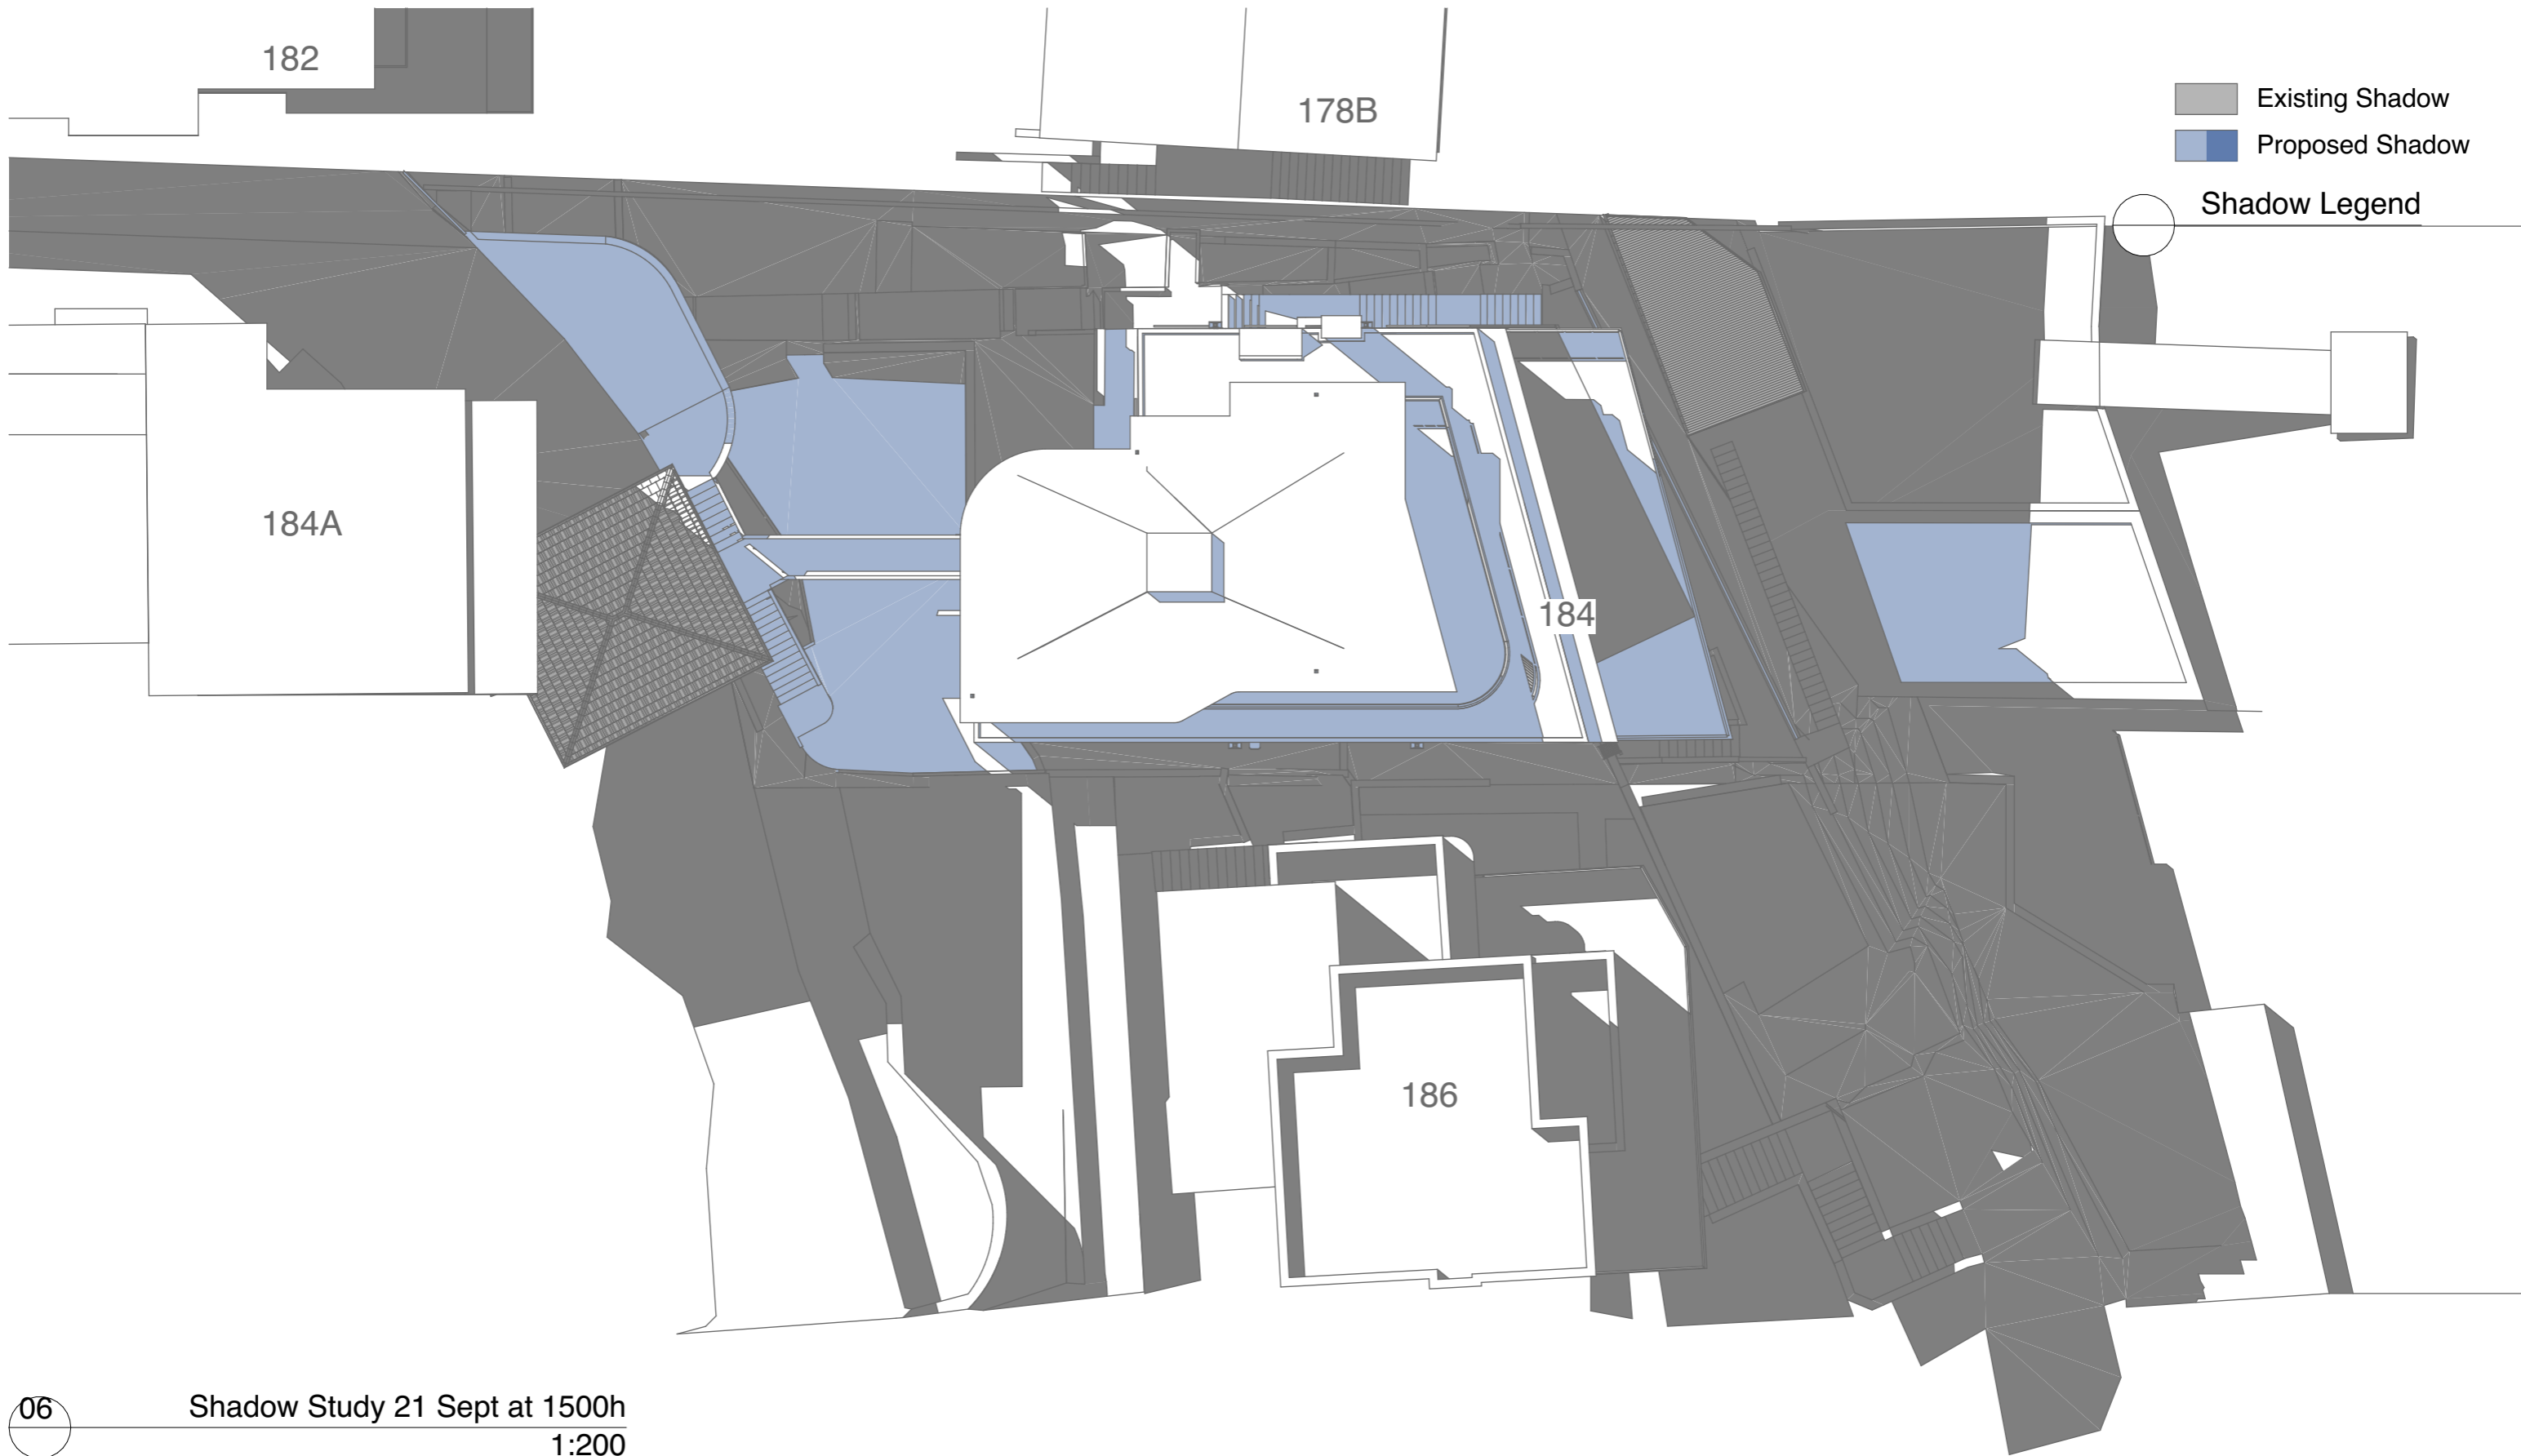 182
178B
Existing Shadow
Proposed Shadow
Shadow Legend
184A
184
186
06
Shadow Study 21 Sept at 1500h
1:200